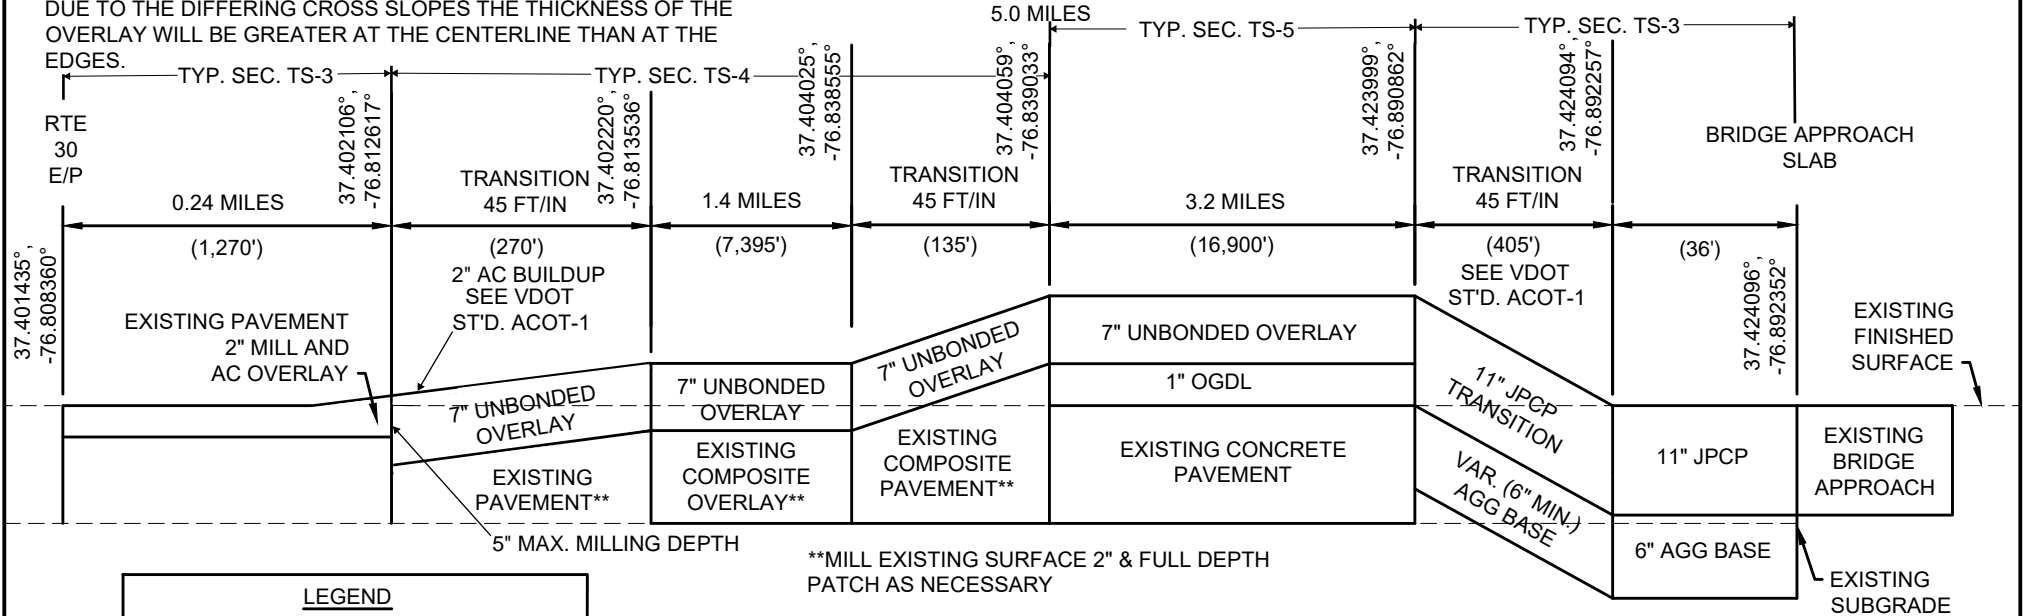 DUE TO THE DIFFERING CROSS SLOPES THE THICKNESS OF THE
OVERLAY WILL BE GREATER AT THE CENTERLINE THAN AT THE
EDGES.
5.0 MILES
TYP. SEC. TS-3
TYP. SEC. TS-4
TYP. SEC. TS-5
TYP. SEC. TS-3
RTE
30
E/P
37.401435°,
-76.808360°
37.402106°,
-76.812617°
37.402220°,
-76.813536°
37.404025°,
-76.838555°
37.404059°,
-76.839033°
37.423999°,
-76.890862°
37.424094°,
-76.892257°
37.424096°,
-76.892352°
BRIDGE APPROACH
SLAB
0.24 MILES
(1,270')
TRANSITION
45 FT/IN
(270')
1.4 MILES
(7,395')
TRANSITION
45 FT/IN
(135')
3.2 MILES
(16,900')
TRANSITION
45 FT/IN
(405')
SEE VDOT
ST'D. ACOT-1
(36')
2" AC BUILDUP
SEE VDOT
ST'D. ACOT-1
EXISTING PAVEMENT
2" MILL AND
AC OVERLAY
7" UNBONDED
OVERLAY
EXISTING
PAVEMENT**
7" UNBONDED
OVERLAY
EXISTING
COMPOSITE
OVERLAY**
7" UNBONDED
OVERLAY
EXISTING
COMPOSITE
PAVEMENT**
7" UNBONDED OVERLAY
1" OGDL
EXISTING CONCRETE
PAVEMENT
11" JPCP
TRANSITION
VAR. (6" MIN.)
AGG BASE
11" JPCP
6" AGG BASE
EXISTING
BRIDGE
APPROACH
EXISTING
FINISHED
SURFACE
EXISTING
SUBGRADE
5" MAX. MILLING DEPTH
**MILL EXISTING SURFACE 2" & FULL DEPTH
PATCH AS NECESSARY
LEGEND